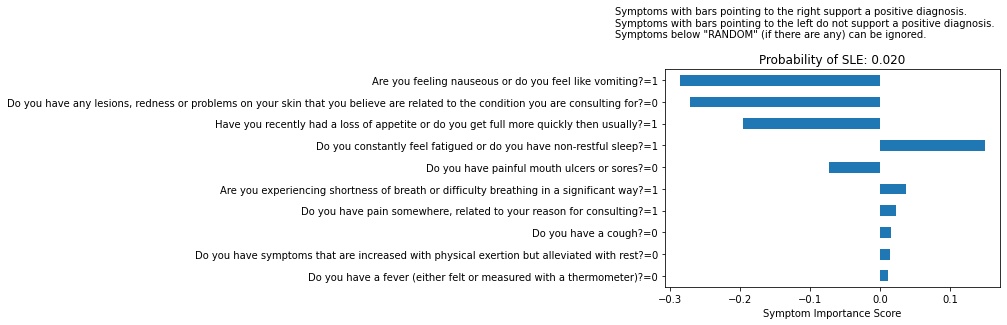 Symptoms with bars pointing to the right support a positive diagnosis.
Symptoms with bars pointing to the left do not support a positive diagnosis.
Symptoms below "RANDOM" (if there are any) can be ignored.
Probability of SLE: 0.020
Are you feeling nauseous or do you feel like vomiting?=1
Do you have any lesions, redness or problems on your skin that you believe are related to the condition you are consulting for?=0
Have you recently had a loss of appetite or do you get full more quickly then usually?=1
Do you constantly feel fatigued or do you have non-restful sleep?=1
Do you have painful mouth ulcers or sores?=0
Are you experiencing shortness of breath or difficulty breathing in a significant way?=1
Do you have pain somewhere, related to your reason for consulting?=1
Do you have a cough?=0
Do you have symptoms that are increased with physical exertion but alleviated with rest?=0
Do you have a fever (either felt or measured with a thermometer)?=0
−0.3 −0.2 −0.1 0.0 0.1
Symptom Importance Score